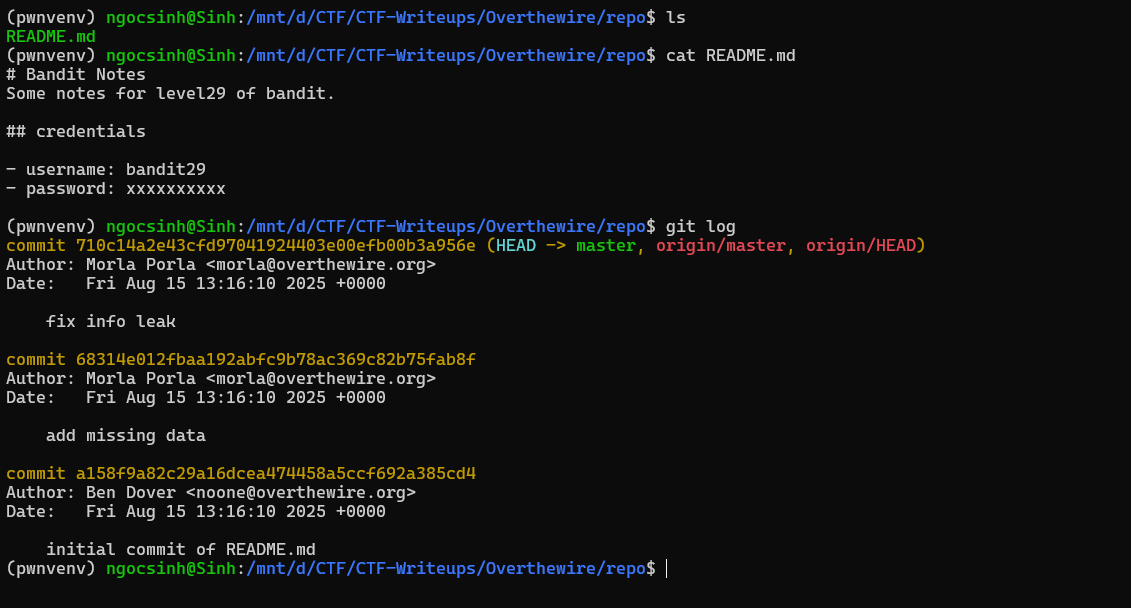 (pwnvenv) ngocsinh@Sinh:/mnt/d/CTF/CTF-Writeups/Overthewire/repo$ ls
README.md
(pwnvenv) ngocsinh@Sinh:/mnt/d/CTF/CTF-Writeups/Overthewire/repo$ cat README.md
# Bandit Notes
Some notes for level29 of bandit.

## credentials

- username: bandit29
- password: xxxxxxxxxx

(pwnvenv) ngocsinh@Sinh:/mnt/d/CTF/CTF-Writeups/Overthewire/repo$ git log
commit 710c14a2e43cfd97041924403e00efb00b3a956e (HEAD -> master, origin/master, origin/HEAD)
Author: Morla Porla <morla@overthewire.org>
Date:   Fri Aug 15 13:16:10 2025 +0000

    fix info leak

commit 68314e012fbaa192abfc9b78ac369c82b75fab8f
Author: Morla Porla <morla@overthewire.org>
Date:   Fri Aug 15 13:16:10 2025 +0000

    add missing data

commit a158f9a82c29a16dcea474458a5ccf692a385cd4
Author: Ben Dover <noone@overthewire.org>
Date:   Fri Aug 15 13:16:10 2025 +0000

    initial commit of README.md
(pwnvenv) ngocsinh@Sinh:/mnt/d/CTF/CTF-Writeups/Overthewire/repo$